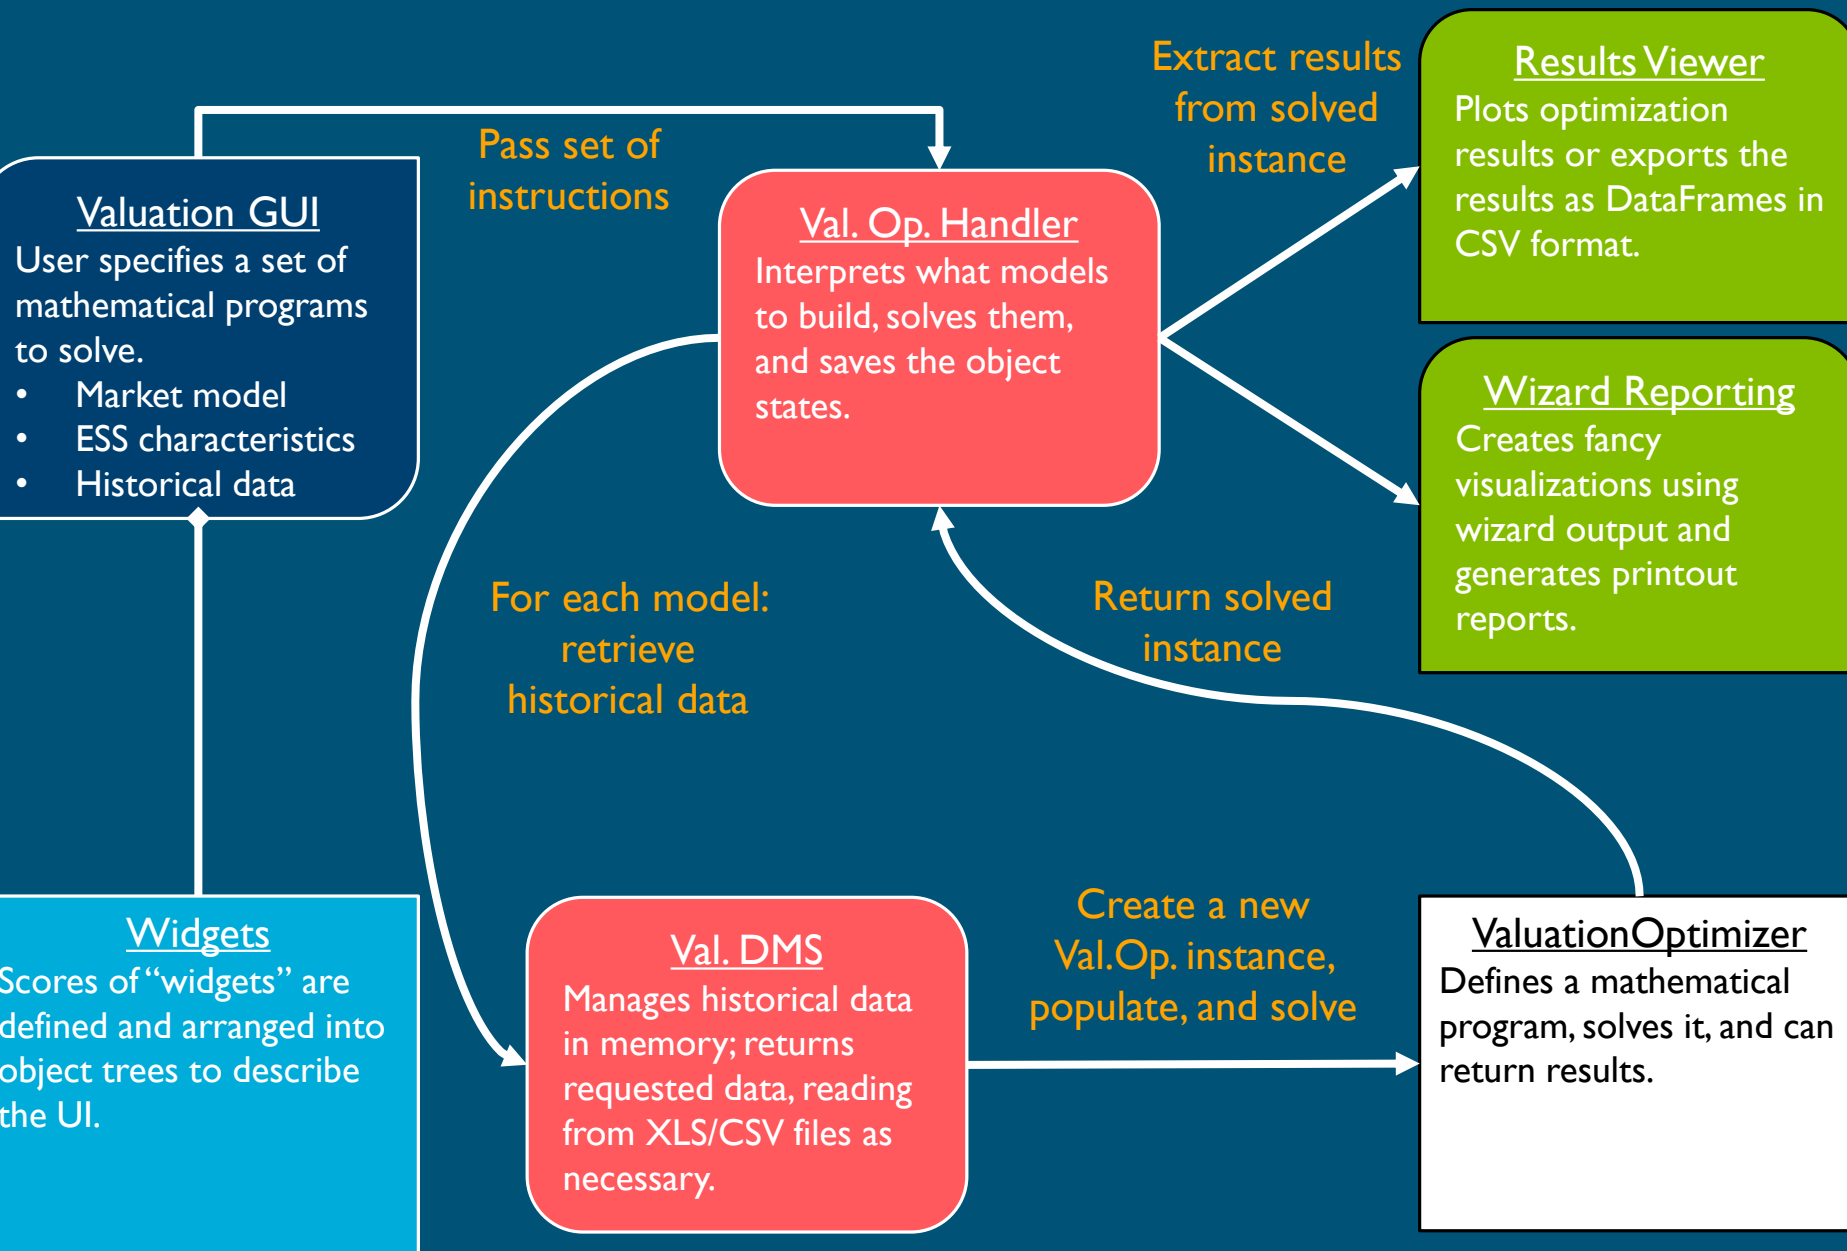 Valuation GUI
User specifies a set of
mathematical programs
to solve.
• Market model
• ESS characteristics
• Historical data
Pass set of
instructions
Val. Op. Handler
Interprets what models
to build, solves them,
and saves the object
states.
Extract results
from solved
instance
Results Viewer
Plots optimization
results or exports the
results as DataFrames in
CSV format.
Wizard Reporting
Creates fancy
visualizations using
wizard output and
generates printout
reports.
For each model:
retrieve
historical data
Return solved
instance
Widgets
Scores of “widgets” are
defined and arranged into
object trees to describe
the UI.
Val. DMS
Manages historical data
in memory; returns
requested data, reading
from XLS/CSV files as
necessary.
Create a new
Val.Op. instance,
populate, and solve
ValuationOptimizer
Defines a mathematical
program, solves it, and can
return results.